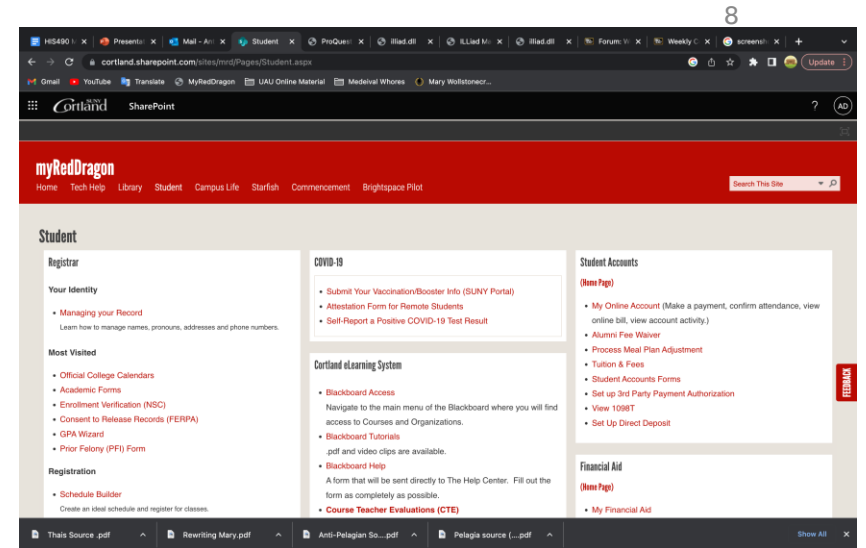 8
HIS490
Presentat
Mail - An
Student
ProQuest
illiad.dll
ILLiad
illiad.dll
Forum:
Weekly C
screensh
cortland.sharepoint.com/sites/mrd/Pages/Student.aspx
Update
Gmail
YouTube
Translate
MyRedDragon
UAU Online Material
Medeival Whores
Mary Wollstonecr...
SUNY
Cortland
SharePoint
?
AD
myRedDragon
Home Tech Help Library Student Campus Life Starfish Commencement Brightspace Pilot
Search This Site
Student
Registrar
Your Identity
• Managing your Record
Learn how to manage names, pronouns, addresses and phone numbers.
Most Visited
• Official College Calendars
• Academic Forms
• Enrollment Verification (NSC)
• Consent to Release Records (FERPA)
• GPA Wizard
• Prior Felony (PFI) Form
Registration
• Schedule Builder
Create an ideal schedule and register for classes.
COVID-19
• Submit Your Vaccination/Booster Info (SUNY Portal)
• Attestation Form for Remote Students
• Self-Report a Positive COVID-19 Test Result
Cortland eLearning System
• Blackboard Access
Navigate to the main menu of the Blackboard where you will find
access to Courses and Organizations.
• Blackboard Tutorials
.pdf and video clips are available.
• Blackboard Help
A form that will be sent directly to The Help Center. Fill out the
form as completely as possible.
• Course Teacher Evaluations (CTE)
Student Accounts
(Home Page)
• My Online Account (Make a payment, confirm attendance, view
online bill, view account activity.)
• Alumni Fee Waiver
• Process Meal Plan Adjustment
• Tuition & Fees
• Student Accounts Forms
• Set up 3rd Party Payment Authorization
• View 1098T
• Set Up Direct Deposit
Financial Aid
(Home Page)
• My Financial Aid
FEEDBACK
Thais Source .pdf
Rewriting Mary.pdf
Anti-Pelagian So....pdf
Pelagia source (....pdf
Show All